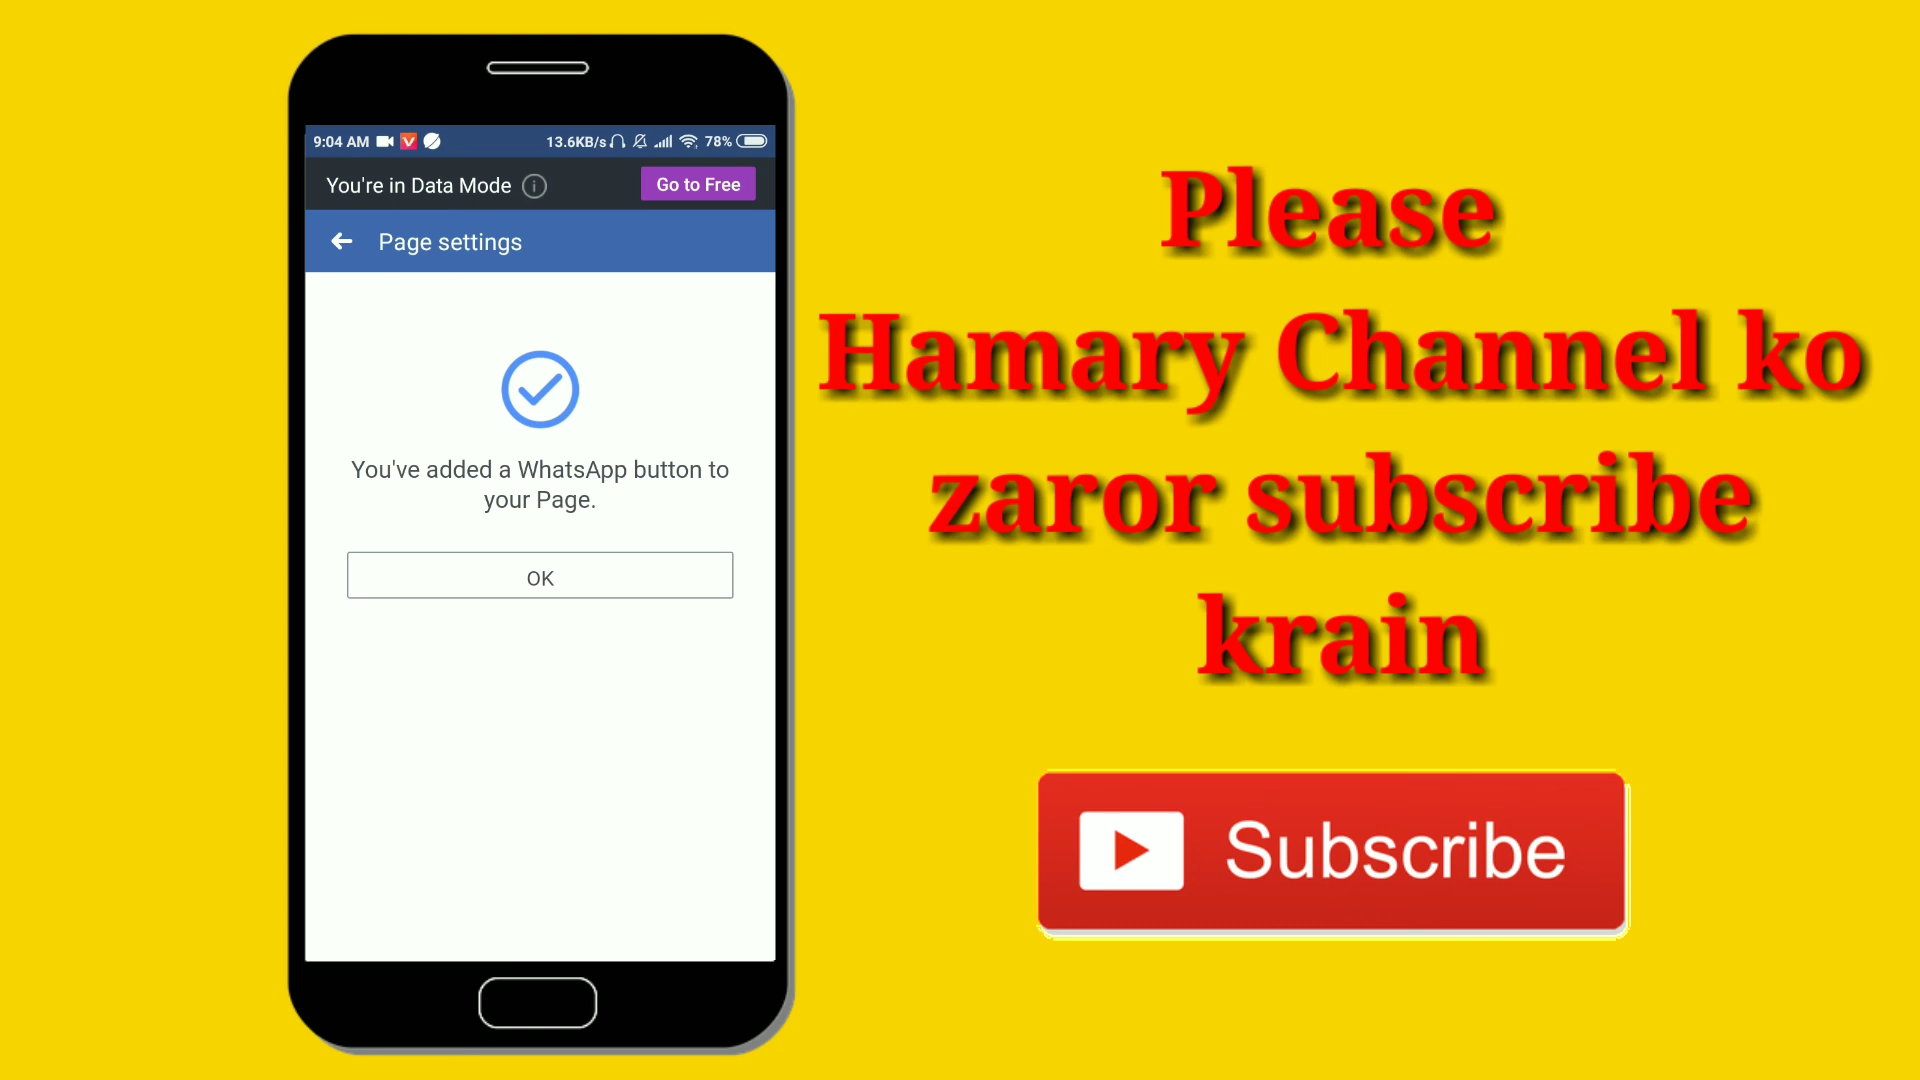 9:04 AM 13.6KB/s 78%
You're in Data Mode Go to Free
Page settings
You've added a WhatsApp button to
your Page.
OK
Please
Hamary Channel ko
zaror subscribe
krain
Subscribe